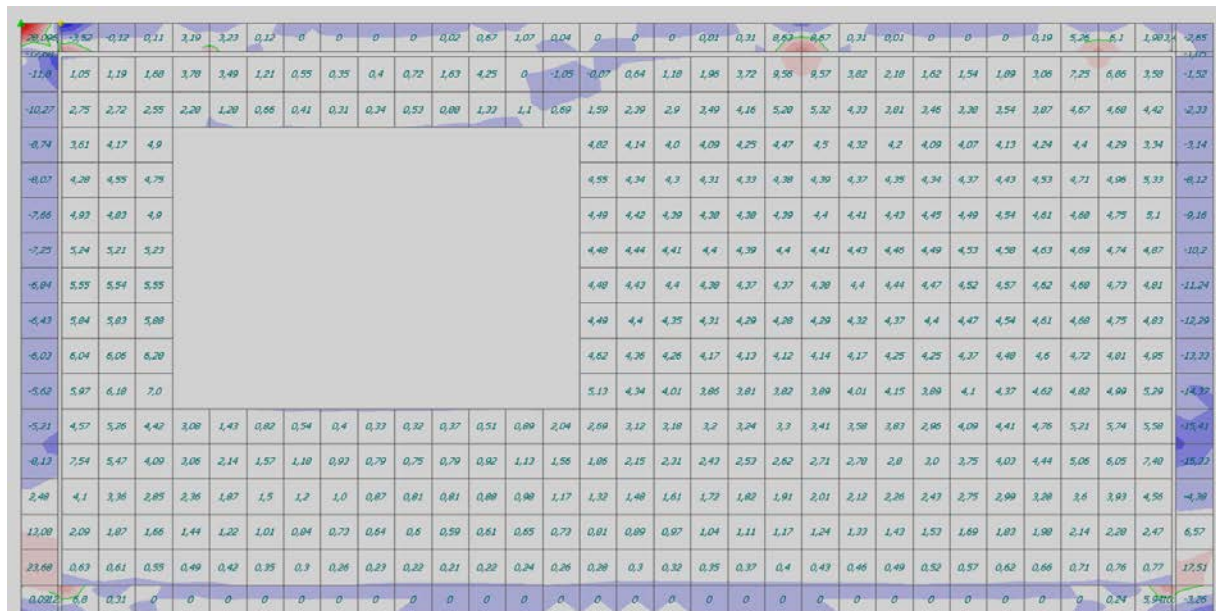 -3,52 -0,12 0,11 3,19 3,23 0,12 0 0 0 0 0,02 0,67 1,07 0,04 0 0 0 0,01 0,31 8,63 8,67 0,31 0,01 0 0 0 0,19 5,26 6,1 -2,65
-11,8 1,05 1,19 1,68 3,78 3,49 1,21 0,55 0,35 0,4 0,72 1,63 4,25 0 -1,05 -0,07 0,64 1,18 1,96 3,72 9,56 9,57 3,82 2,18 1,62 1,54 1,89 3,06 7,25 6,86 3,58 -1,52
-10,27 2,75 2,72 2,55 2,28 1,28 0,66 0,41 0,31 0,34 0,53 0,88 1,33 1,1 0,69 1,59 2,39 2,9 3,49 4,16 5,28 5,32 4,33 3,81 3,46 3,38 3,54 3,87 4,67 4,68 4,42 -2,33
-8,74 3,61 4,17 4,9 4,82 4,14 4,0 4,09 4,25 4,47 4,5 4,32 4,2 4,09 4,07 4,13 4,24 4,4 4,29 3,34 -3,14
-8,07 4,28 4,55 4,75 4,55 4,34 4,3 4,31 4,33 4,38 4,39 4,37 4,35 4,34 4,37 4,43 4,53 4,71 4,96 5,33 -8,12
-7,66 4,93 4,83 4,9 4,49 4,42 4,39 4,38 4,38 4,39 4,4 4,41 4,43 4,45 4,49 4,54 4,61 4,68 4,75 5,1 -9,16
-7,25 5,24 5,21 5,23 4,48 4,44 4,41 4,4 4,39 4,4 4,41 4,43 4,46 4,49 4,53 4,58 4,63 4,69 4,74 4,87 -10,2
-6,84 5,55 5,54 5,55 4,48 4,43 4,4 4,38 4,37 4,37 4,38 4,4 4,44 4,47 4,52 4,57 4,62 4,68 4,73 4,81 -11,24
-6,43 5,84 5,83 5,88 4,49 4,4 4,35 4,31 4,29 4,28 4,29 4,32 4,37 4,4 4,47 4,54 4,61 4,68 4,75 4,83 -12,29
-6,03 6,04 6,06 6,28 4,62 4,36 4,26 4,17 4,13 4,12 4,14 4,17 4,25 4,25 4,37 4,48 4,6 4,72 4,81 4,95 -13,33
-5,62 5,97 6,18 7,0 5,13 4,34 4,01 3,86 3,81 3,82 3,89 4,01 4,15 3,89 4,1 4,37 4,62 4,82 4,99 5,29 -14,37
-5,21 4,57 5,26 4,42 3,08 1,43 0,82 0,54 0,4 0,33 0,32 0,37 0,51 0,89 2,04 2,69 3,12 3,18 3,2 3,24 3,3 3,41 3,58 3,83 2,96 4,09 4,41 4,76 5,21 5,74 5,58 -15,41
-8,13 7,54 5,47 4,09 3,06 2,14 1,57 1,18 0,93 0,79 0,75 0,79 0,92 1,13 1,56 1,86 2,15 2,31 2,43 2,53 2,62 2,71 2,78 2,8 3,0 3,75 4,03 4,44 5,06 6,05 7,48 -15,33
2,48 4,1 3,36 2,85 2,36 1,87 1,5 1,2 1,0 0,87 0,81 0,81 0,88 0,98 1,17 1,32 1,48 1,61 1,72 1,82 1,91 2,01 2,12 2,26 2,43 2,75 2,99 3,28 3,6 3,93 4,56 -4,38
13,08 2,09 1,87 1,66 1,44 1,22 1,01 0,84 0,73 0,64 0,6 0,59 0,61 0,65 0,73 0,81 0,89 0,97 1,04 1,11 1,17 1,24 1,33 1,43 1,53 1,69 1,83 1,98 2,14 2,28 2,47 6,57
23,68 0,63 0,61 0,55 0,49 0,42 0,35 0,3 0,26 0,23 0,22 0,21 0,22 0,24 0,26 0,28 0,3 0,32 0,35 0,37 0,4 0,43 0,46 0,49 0,52 0,57 0,62 0,66 0,71 0,76 0,77 17,51
6,8 0,31 0 0 0 0 0 0 0 0 0 0 0 0 0 0 0 0 0 0 0 0 0 0 0 0 0 0 0,24 -3,26